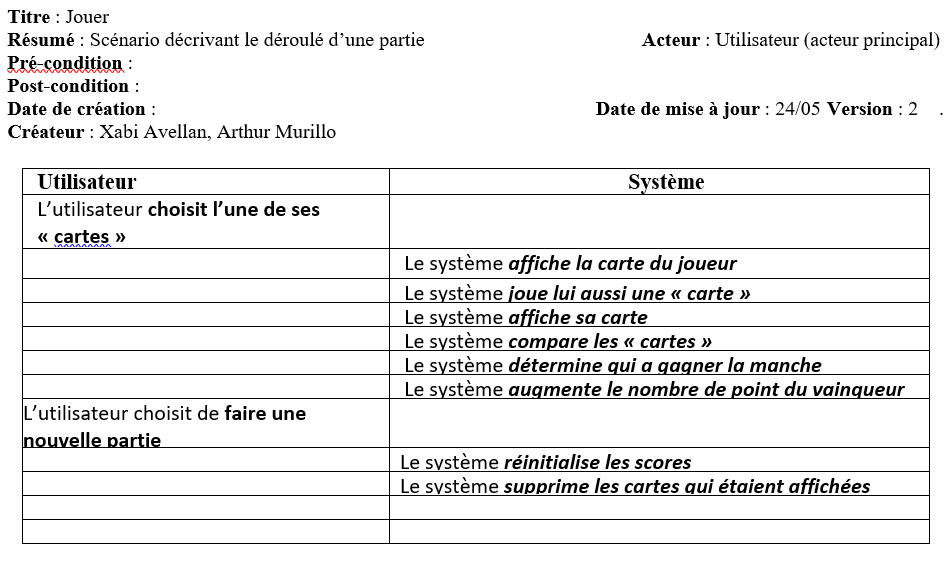 Titre : Jouer
Résumé : Scénario décrivant le déroulé d’une partie Acteur : Utilisateur (acteur principal)
Pré-condition :
Post-condition :
Date de création : Date de mise à jour : 24/05 Version : 2 .
Créateur : Xabi Avellan, Arthur Murillo
Utilisateur Système
L’utilisateur choisit l’une de ses
« cartes »
Le système affiche la carte du joueur
Le système joue lui aussi une « carte »
Le système affiche sa carte
Le système compare les « cartes »
Le système détermine qui a gagner la manche
Le système augmente le nombre de point du vainqueur
L’utilisateur choisit de faire une
nouvelle partie
Le système réinitialise les scores
Le système supprime les cartes qui étaient affichées